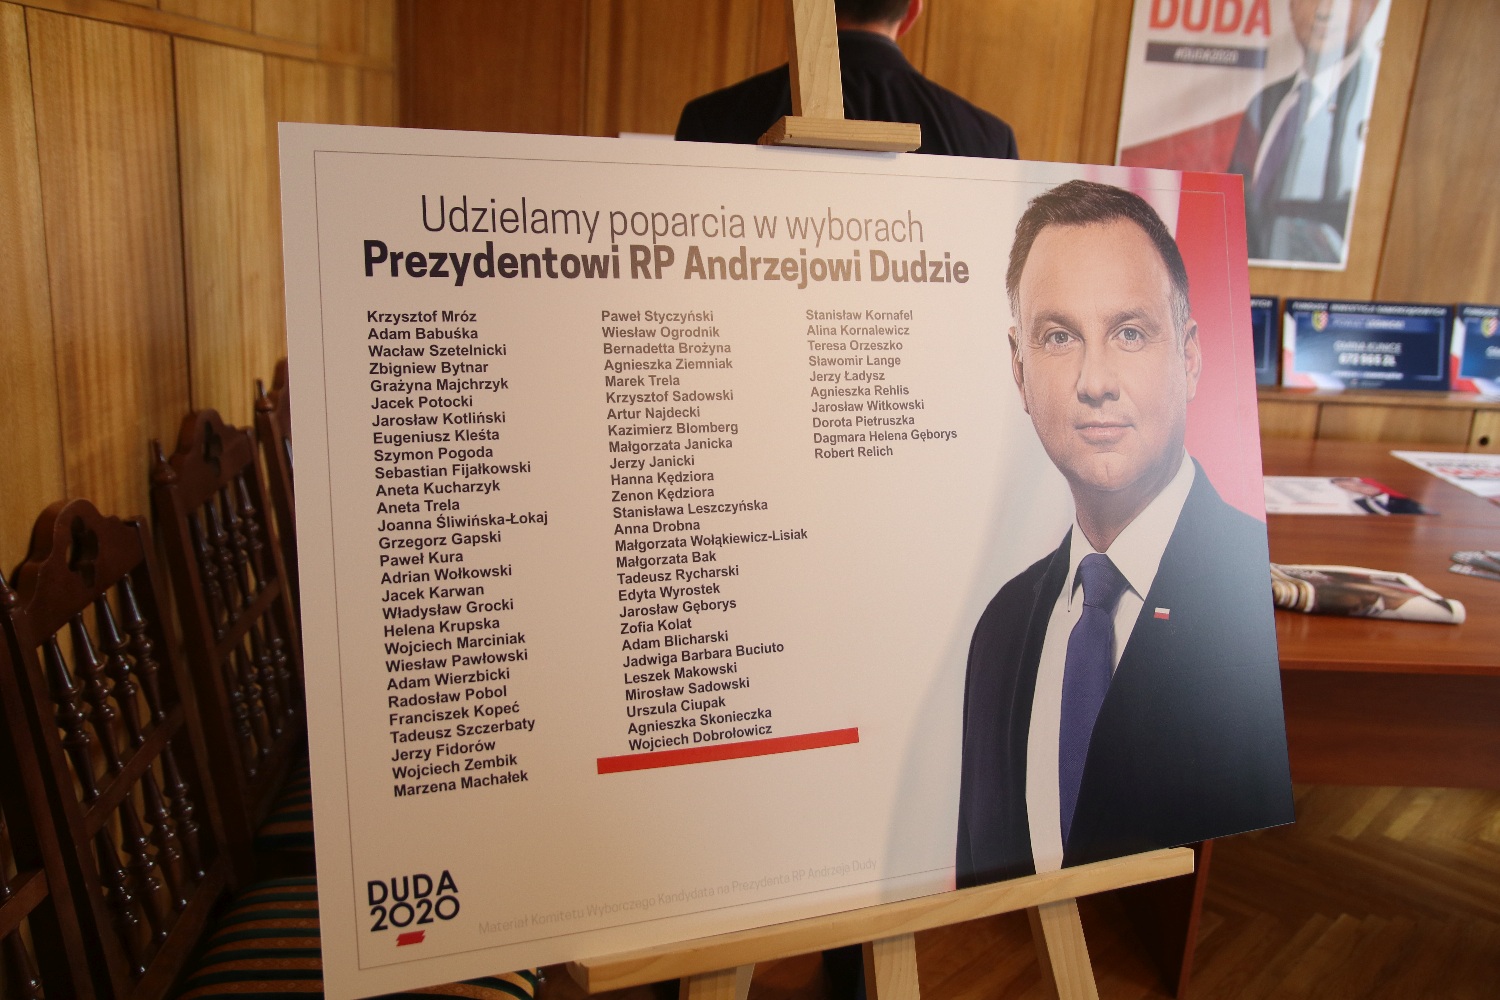 DUDA
#DUDA2020
Udzielamy poparcia w wyborach
Prezydentowi RP Andrzejowi Dudzie
Krzysztof Mróz
Adam Babuśka
Wacław Szetelnicki
Zbigniew Bytnar
Grażyna Majchrzyk
Jacek Potocki
Jarosław Kotliński
Eugeniusz Kleśta
Szymon Pogoda
Sebastian Fijałkowski
Aneta Kucharzyk
Aneta Trela
Joanna Śliwińska-Łokaj
Grzegorz Gapski
Paweł Kura
Adrian Wołkowski
Jacek Karwan
Władysław Grocki
Helena Krupska
Wojciech Marciniak
Wiesław Pawłowski
Adam Wierzbicki
Radosław Pobol
Franciszek Kopeć
Tadeusz Szczerbaty
Jerzy Fidorów
Wojciech Zembik
Marzena Machałek
Paweł Styczyński
Wiesław Ogrodnik
Bernadetta Brożyna
Agnieszka Ziemniak
Marek Trela
Krzysztof Sadowski
Artur Najdecki
Kazimierz Blomberg
Małgorzata Janicka
Jerzy Janicki
Hanna Kędziora
Zenon Kędziora
Stanisława Leszczyńska
Anna Drobna
Małgorzata Wołąkiewicz-Lisiak
Małgorzata Bak
Tadeusz Rycharski
Edyta Wyrostek
Jarosław Gęborys
Zofia Kolat
Adam Blicharski
Jadwiga Barbara Buciuto
Leszek Makowski
Mirosław Sadowski
Urszula Ciupak
Agnieszka Skonieczka
Wojciech Dobrołowicz
Stanisław Kornafel
Alina Kornalewicz
Teresa Orzeszko
Sławomir Lange
Jerzy Ładysz
Agnieszka Rehlis
Jarosław Witkowski
Dorota Pietruszka
Dagmara Helena Gęborys
Robert Relich
DUDA
2020
Materiał Komitetu Wyborczego Kandydata na Prezydenta RP Andrzeja Dudy